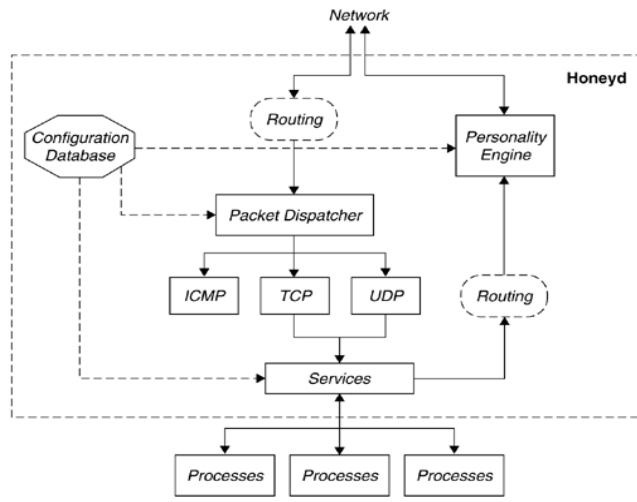 Network
Honeyd
Routing
Configuration
Database
Personality
Engine
Packet Dispatcher
ICMP
TCP
UDP
Routing
Services
Processes
Processes
Processes